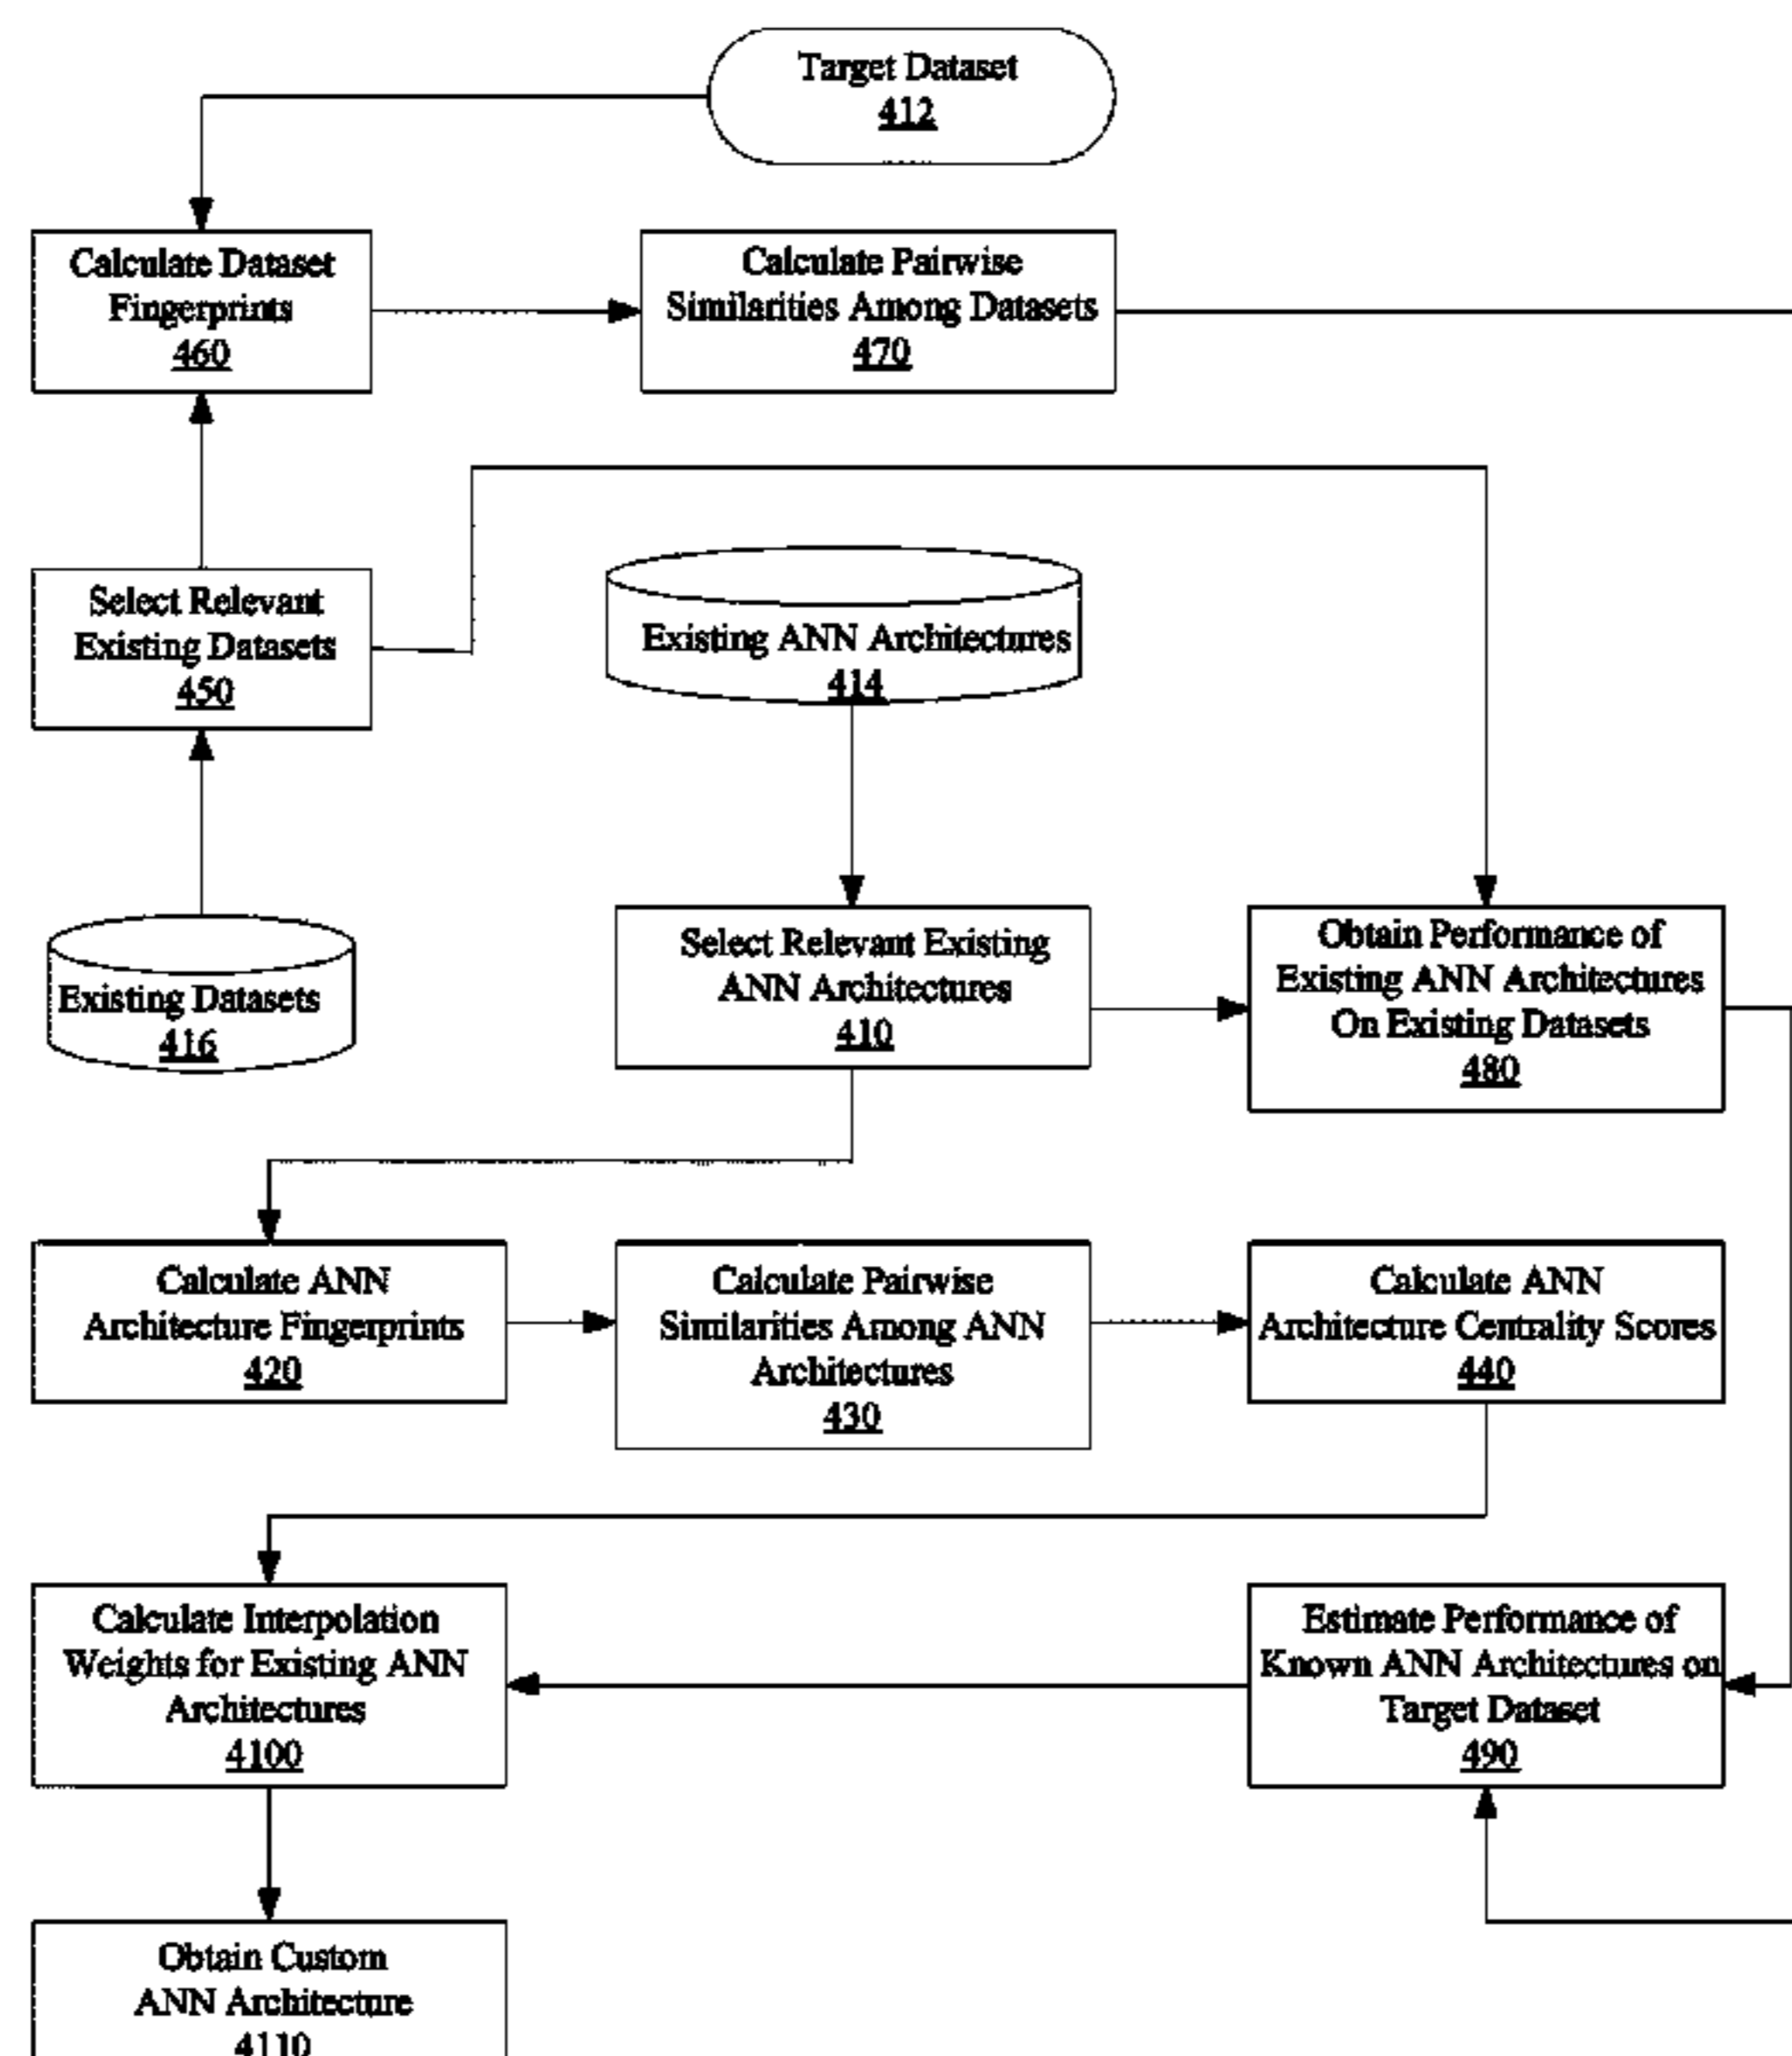 Target Dataset
412
Calculate Dataset
Fingerprints
460
Calculate Pairwise
Similarities Among Datasets
470
Select Relevant
Existing Datasets
450
Existing ANN Architectures
414
Existing Datasets
416
Select Relevant Existing
ANN Architectures
410
Obtain Performance of
Existing ANN Architectures
On Existing Datasets
480
Calculate ANN
Architecture Fingerprints
420
Calculate Pairwise
Similarities Among ANN
Architectures
430
Calculate ANN
Architecture Centrality Scores
440
Calculate Interpolation
Weights for Existing ANN
Architectures
4100
Estimate Performance of
Known ANN Architectures on
Target Dataset
490
Obtain Custom
ANN Architecture
4110